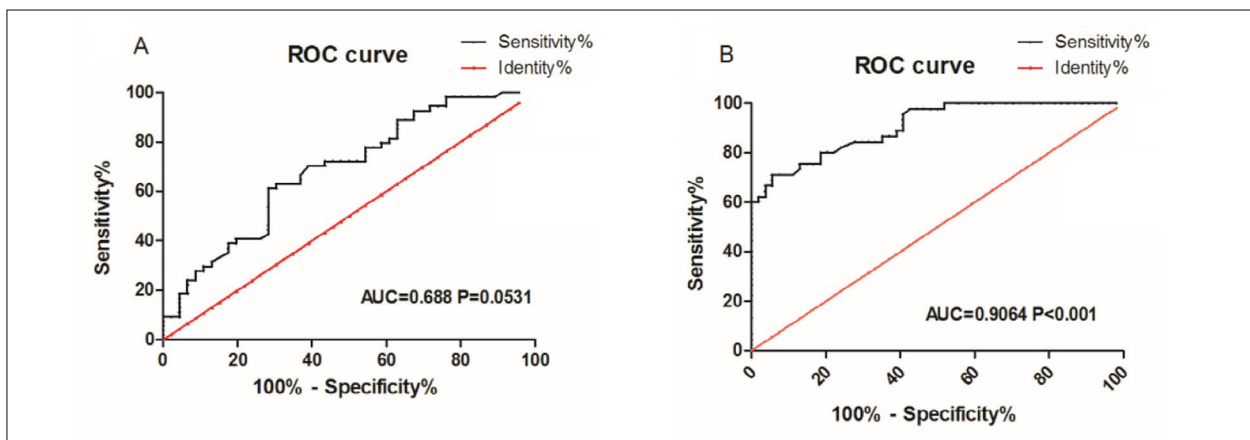 A
ROC curve
Sensitivity%
Identity%
100
80
60
40
20
0
Sensitivity%
AUC=0.688 P=0.0531
0 20 40 60 80 100
100% - Specificity%
B
ROC curve
Sensitivity%
Identity%
100
80
60
40
20
0
Sensitivity%
AUC=0.9064 P<0.001
0 20 40 60 80 100
100% - Specificity%